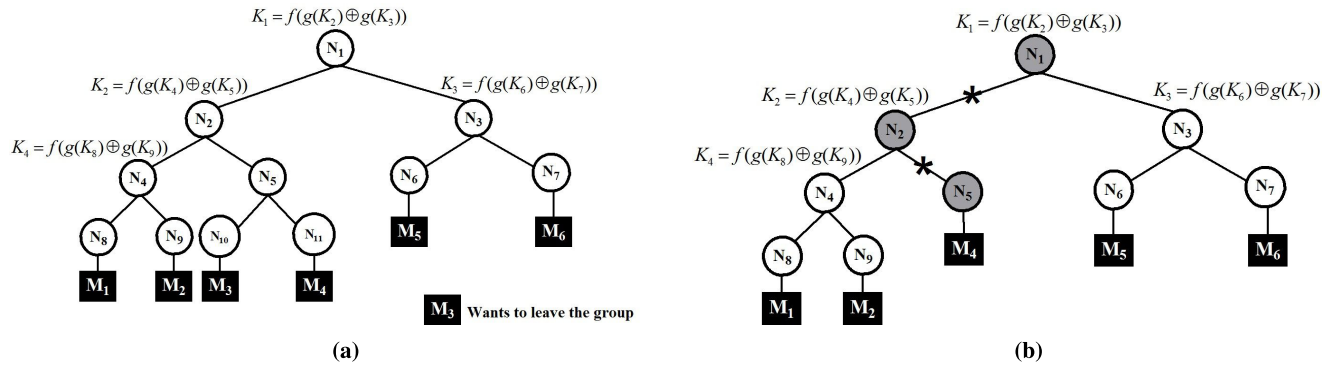 K₁ = f(g(K₂)⊕g(K₃))
N₁
K₂ = f(g(K₄)⊕g(K₅))
K₃ = f(g(K₆)⊕g(K₇))
N₂
N₃
K₄ = f(g(K₈)⊕g(K₉))
N₄
N₅
N₆
N₇
N₈
N₉
N₁₀
N₁₁
M₅
M₆
M₁
M₂
M₃
M₄
M₃ Wants to leave the group
(a)
K₁ = f(g(K₂)⊕g(K₃))
N₁
*
K₂ = f(g(K₄)⊕g(K₅))
K₃ = f(g(K₆)⊕g(K₇))
N₂
N₃
K₄ = f(g(K₈)⊕g(K₉))
*
N₄
N₅
N₆
N₇
M₄
M₅
M₆
N₈
N₉
M₁
M₂
(b)